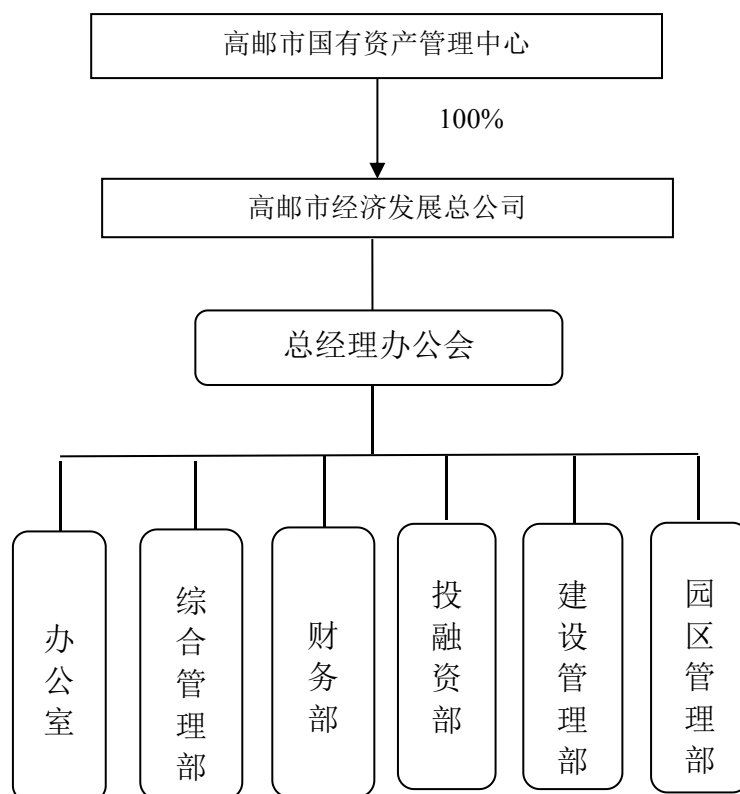 高邮市国有资产管理中心
100%
高邮市经济发展总公司
总经理办公会
办公室
综合管理部
财务部
投融资部
建设管理部
园区管理部